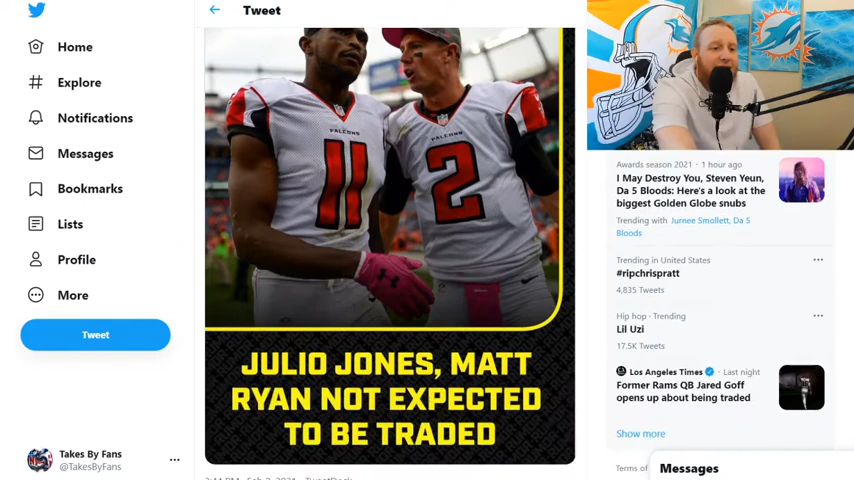 Tweet
Home
Explore
Notifications
Messages
Bookmarks
Lists
Profile
More
Tweet
Takes By Fans
@TakesByFans
FALCONS
11
FALCONS
2
JULIO JONES, MATT
RYAN NOT EXPECTED
TO BE TRADED
Awards season 2021 · 1 hour ago
I May Destroy You, Steven Yeun,
Da 5 Bloods: Here's a look at the
biggest Golden Globe snubs
Trending with Jurnee Smollett, Da 5
Bloods
Trending in United States
#ripchrispratt
4,835 Tweets
Hip hop · Trending
Lil Uzi
17.5K Tweets
Los Angeles Times · Last night
Former Rams QB Jared Goff
opens up about being traded
Show more
Terms of
Messages